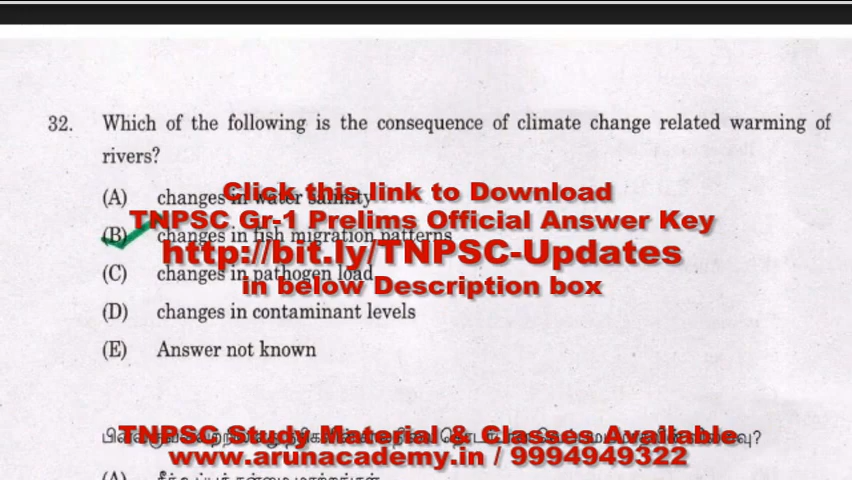 32. Which of the following is the consequence of climate change related warming of
rivers?
(A) changes in water salinity
Click this link to Download
TNPSC Gr-1 Prelims Official Answer Key
(B) changes in fish migration patterns
http://bit.ly/TNPSC-Updates
(C) changes in pathogen load
in below Description box
(D) changes in contaminant levels
(E) Answer not known
TNPSC Study Material & Classes Available
www.arunacademy.in / 9994949322
(A)